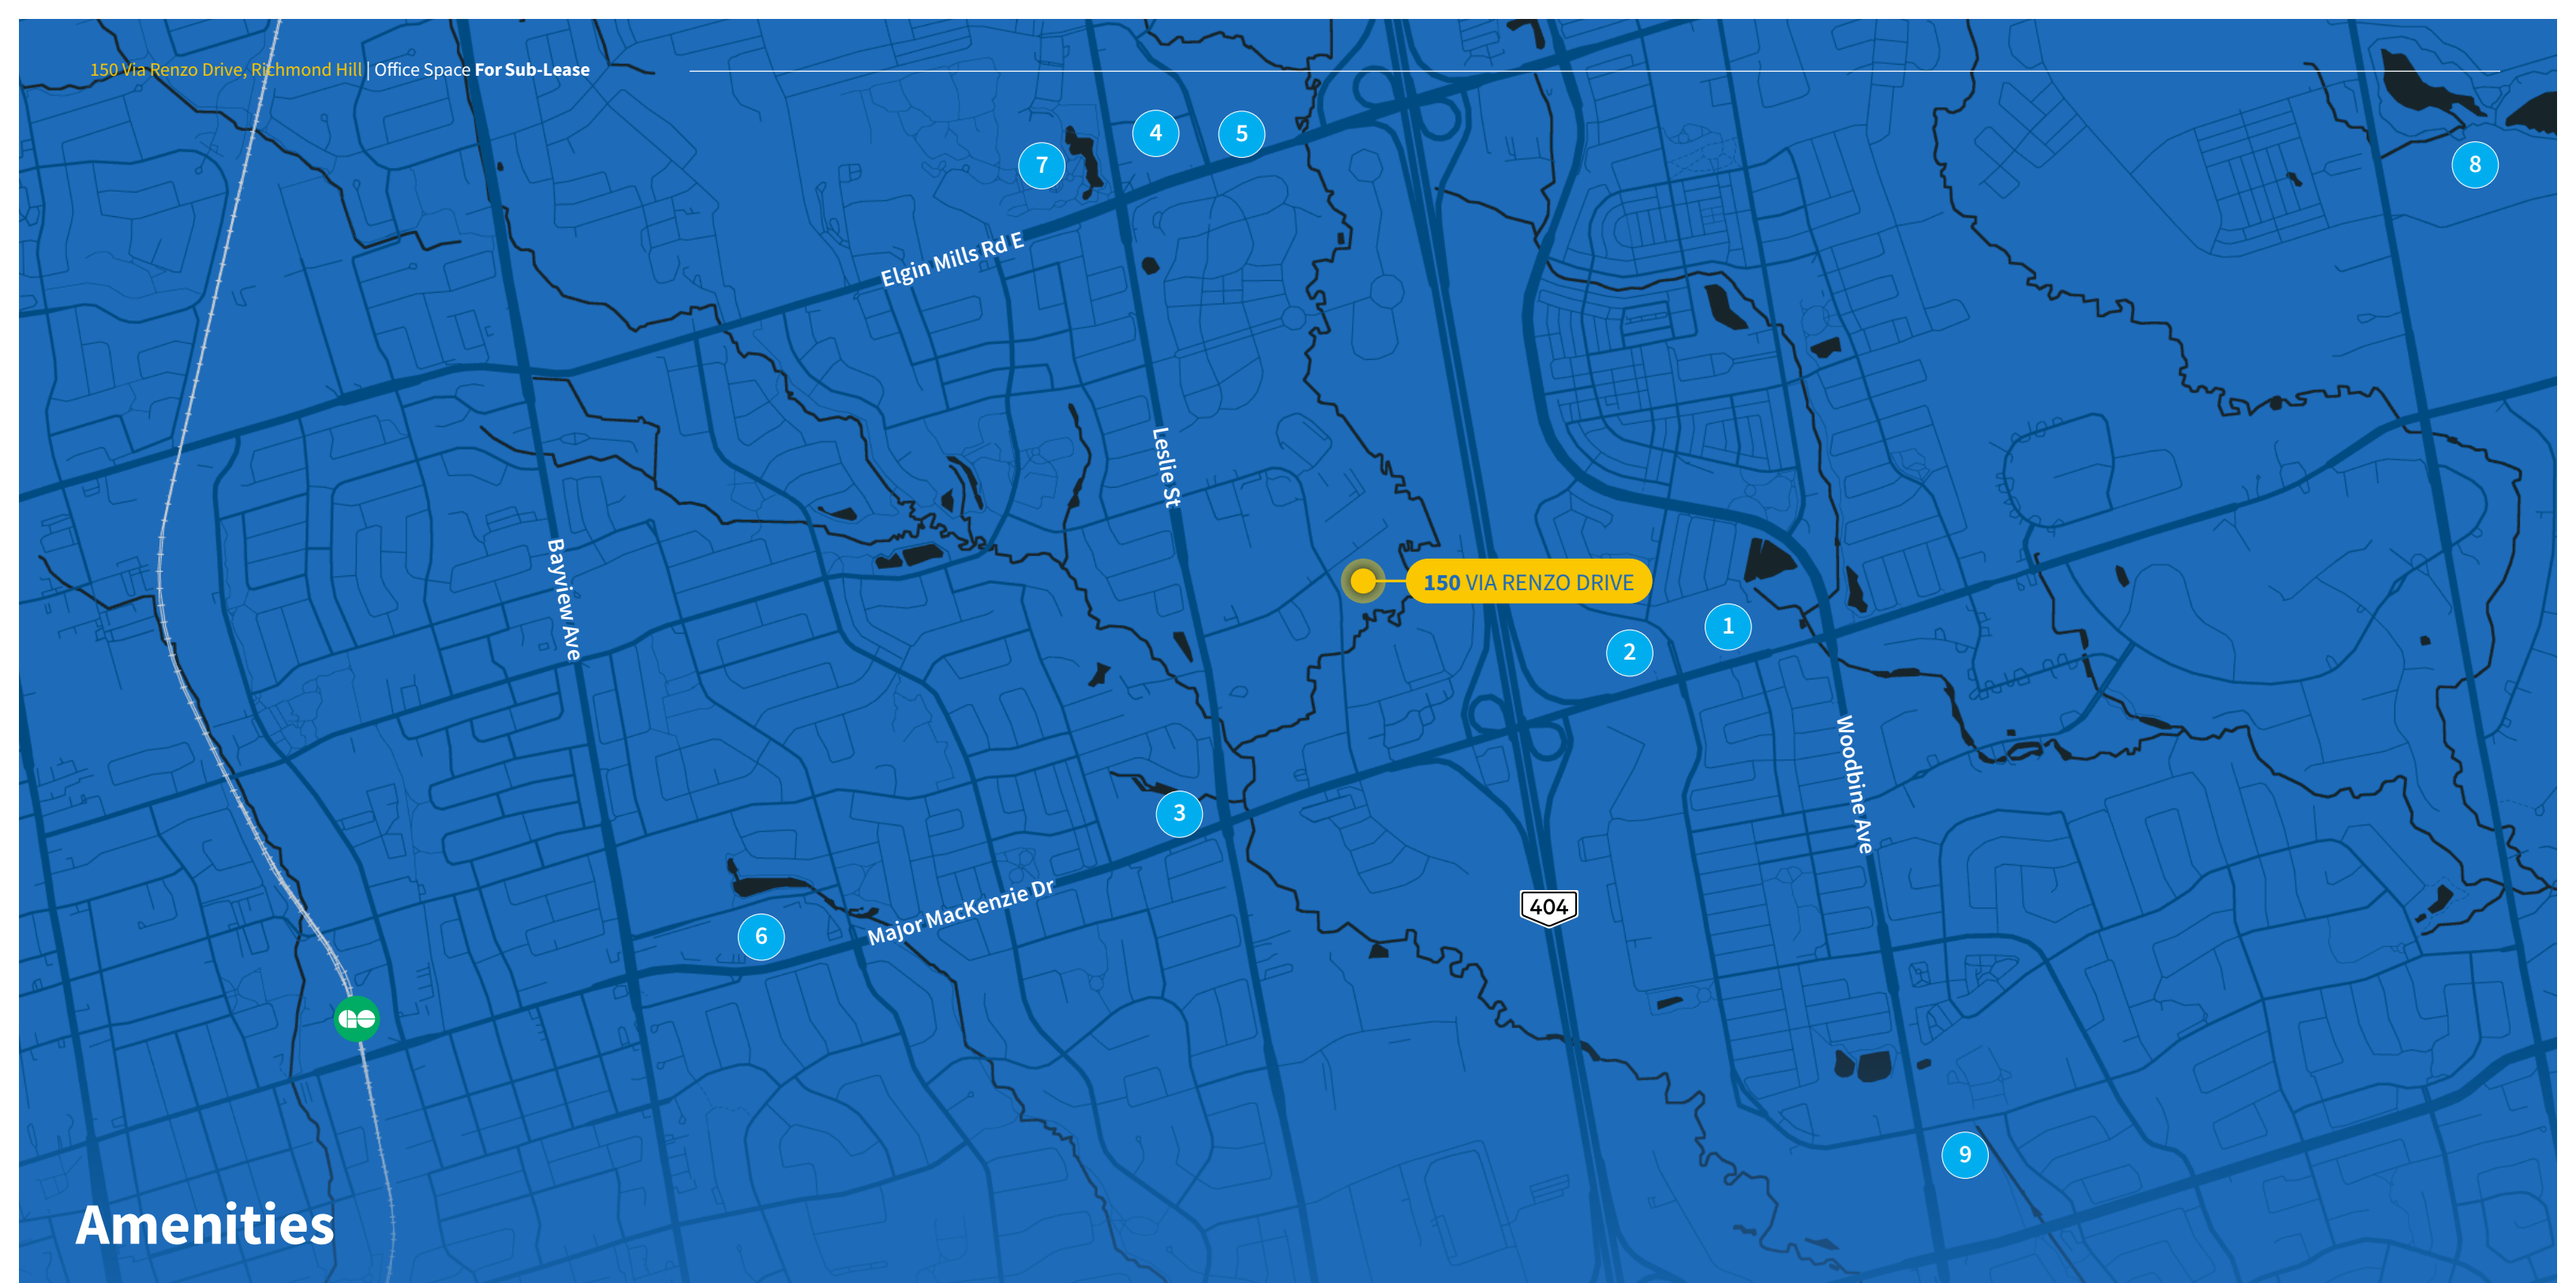 150 Via Renzo Drive, Richmond Hill | Office Space For Sub-Lease
4
5
7
8
Elgin Mills Rd E
Leslie St
Bayview Ave
150 VIA RENZO DRIVE
1
2
Woodbine Ave
3
Major MacKenzie Dr
404
6
GO
9
Amenities